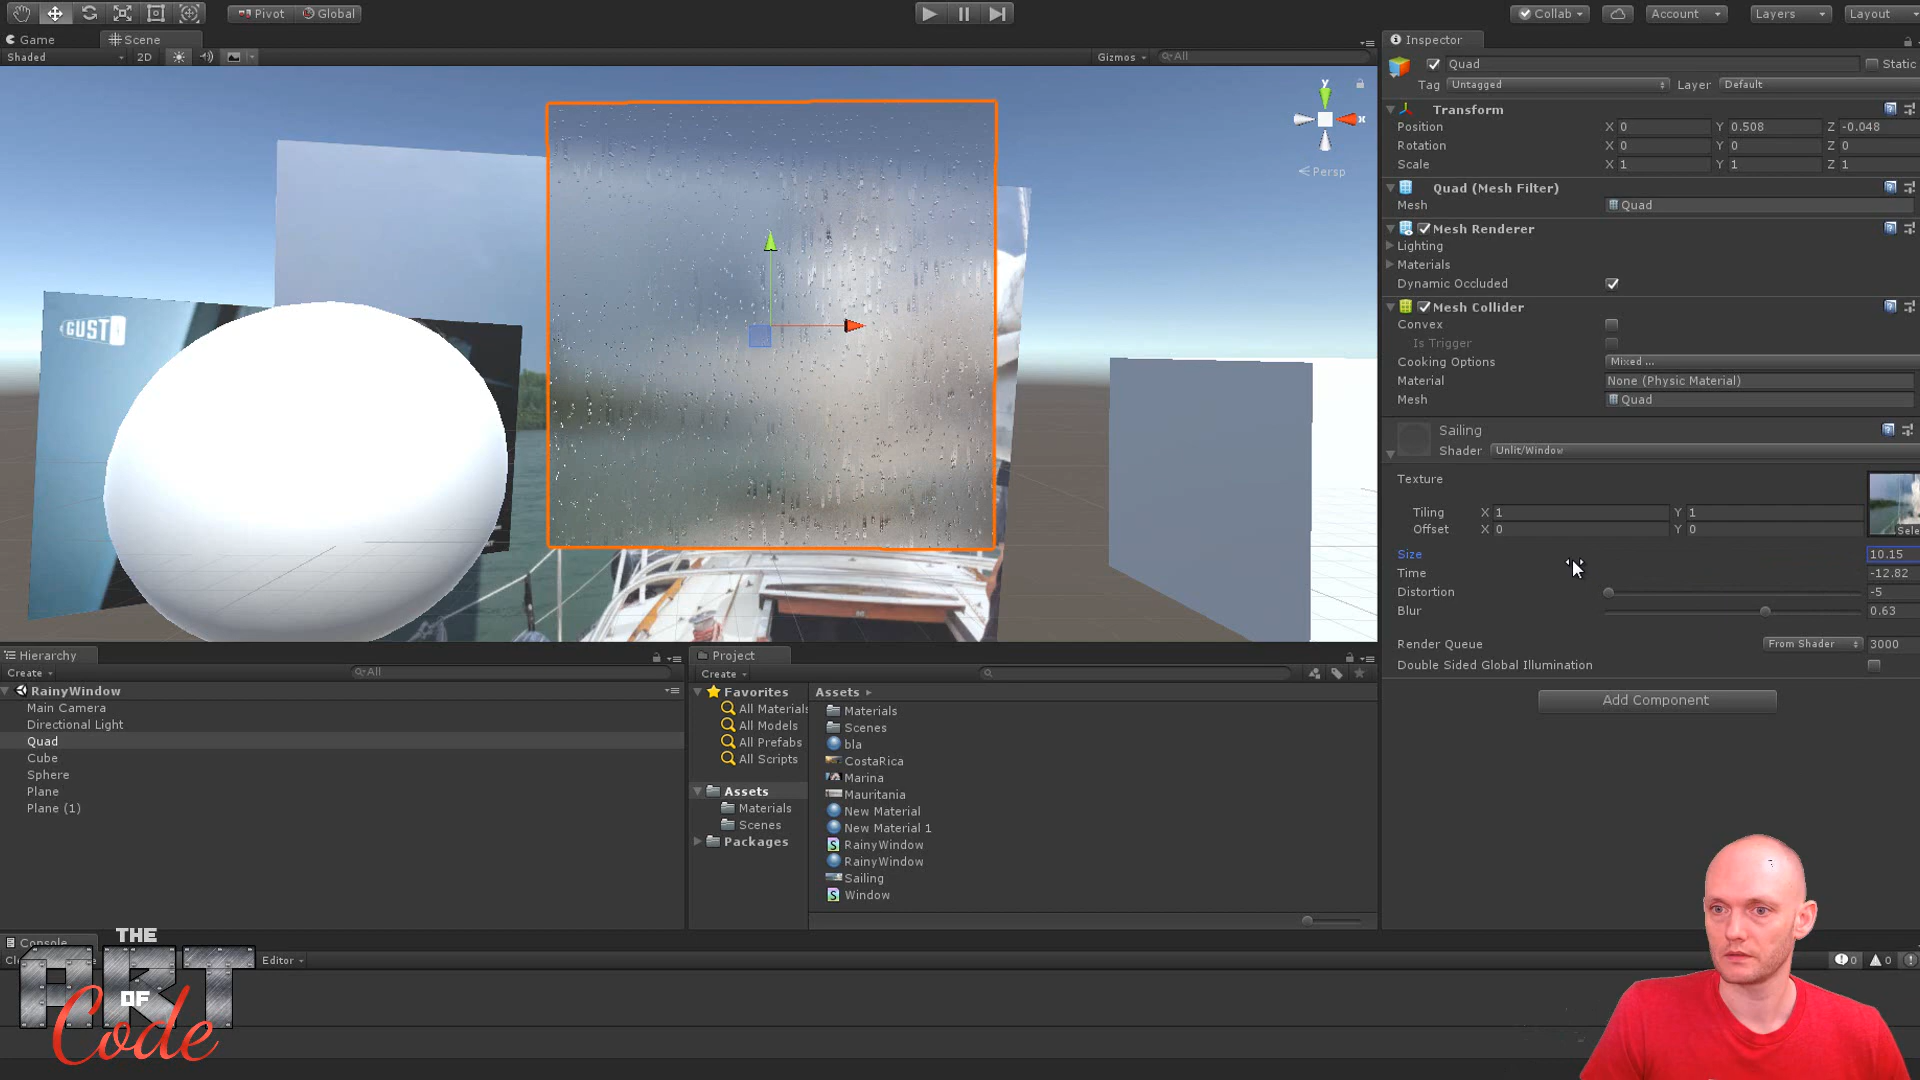 Pivot Global Collab Account Layers Layout
Game Scene Inspector
Shaded 2D Gizmos All
Quad Static
Tag Untagged Layer Default
Transform
Position X 0 Y 0.508 Z -0.048
Rotation X 0 Y 0 Z 0
Scale X 1 Y 1 Z 1
Quad (Mesh Filter)
Mesh Quad
Mesh Renderer
Lighting
Materials
Dynamic Occluded
Mesh Collider
Convex
Is Trigger
Cooking Options Mixed ...
Material None (Physic Material)
Mesh Quad
Sailing
Shader Unlit/Window
Texture
Tiling X 1 Y 1
Offset X 0 Y 0
Sele
Size 10.15
Time -12.82
Distortion -5
Blur 0.63
Render Queue From Shader 3000
Double Sided Global Illumination
Add Component
y
x
Persp
GUSTO
Hierarchy
Create All
RainyWindow
Main Camera
Directional Light
Quad
Cube
Sphere
Plane
Plane (1)
Project
Create
Favorites
All Materials
All Models
All Prefabs
All Scripts
Assets
Materials
Scenes
Packages
Assets
Materials
Scenes
bla
CostaRica
Marina
Mauritania
New Material
New Material 1
RainyWindow
RainyWindow
Sailing
Window
Console
Editor
0 0
THE
ART
OF
Code